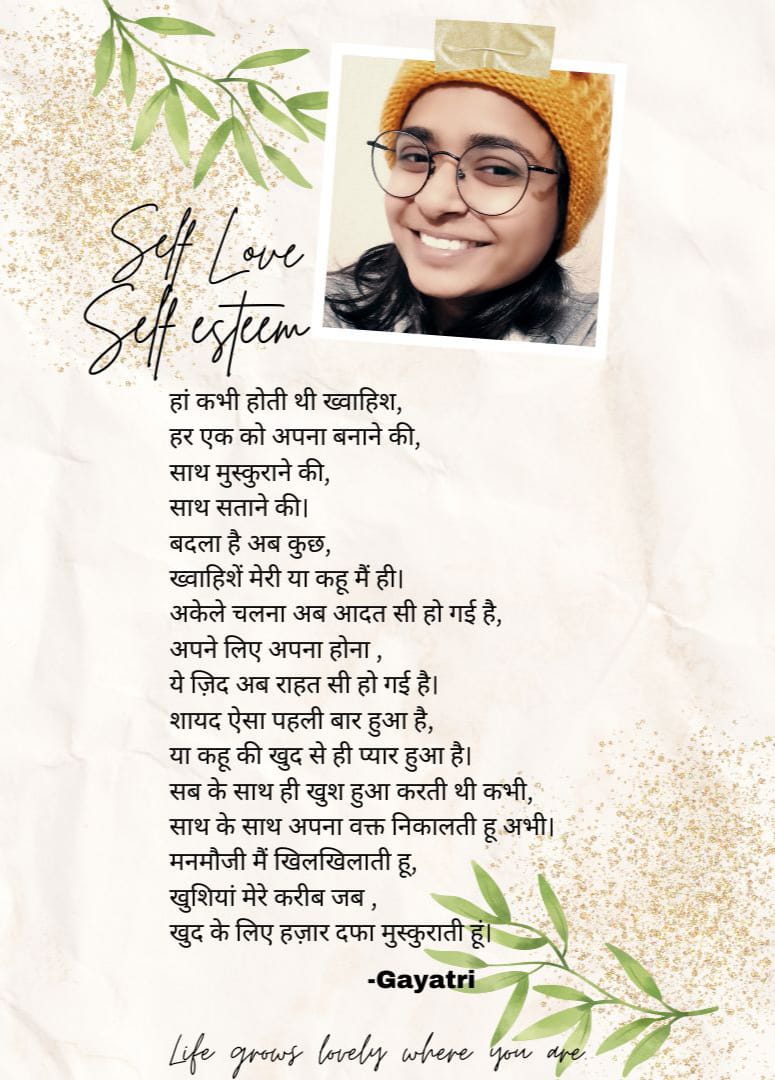 Self Love
Self esteem
हां कभी होती थी ख्वाहिश,
हर एक को अपना बनाने की,
साथ मुस्कुराने की,
साथ सताने की।
बदला है अब कुछ,
ख्वाहिशें मेरी या कहू मैं ही।
अकेले चलना अब आदत सी हो गई है,
अपने लिए अपना होना ,
ये ज़िद अब राहत सी हो गई है।
शायद ऐसा पहली बार हुआ है,
या कहू की खुद से ही प्यार हुआ है।
सब के साथ ही खुश हुआ करती थी कभी,
साथ के साथ अपना वक्त निकालती हू अभी।
मनमौजी मैं खिलखिलाती हू,
खुशियां मेरे करीब जब ,
खुद के लिए हज़ार दफा मुस्कुराती हूं।
-Gayatri
Life grows lovely where you are.